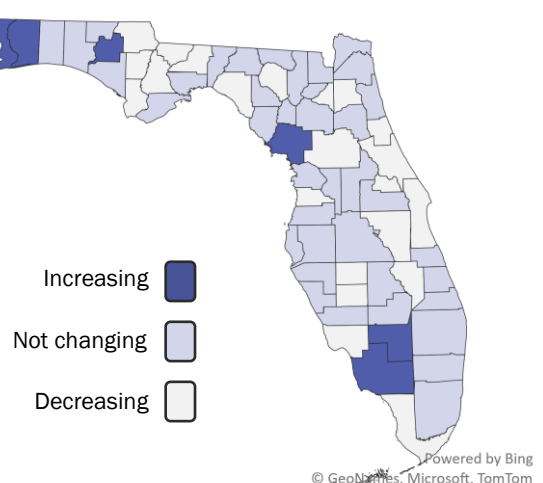 Increasing
Not changing
Decreasing
Powered by Bing
© GeoNames, Microsoft, TomTom